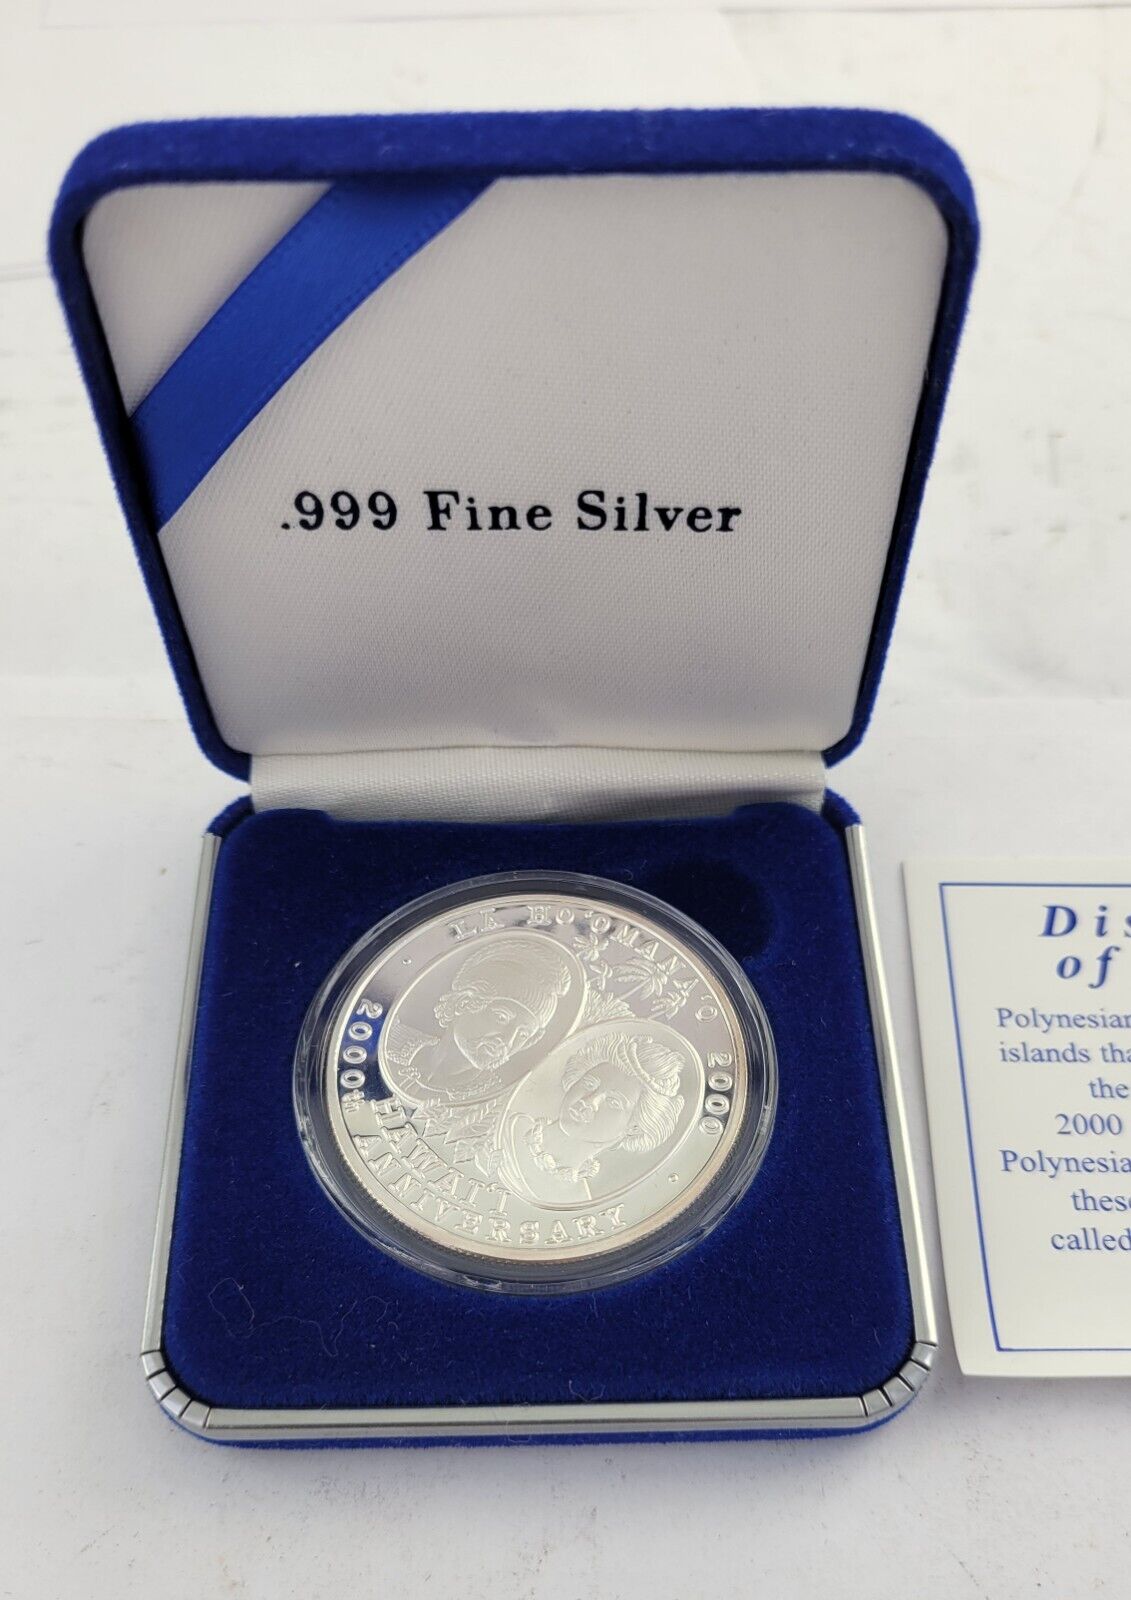 .999 Fine Silver
LA HO'OMANA'O 2000
HAWAI'I
2000th ANNIVERSARY
Dis
of
Polynesian
islands tha
the
2000
Polynesia
these
called